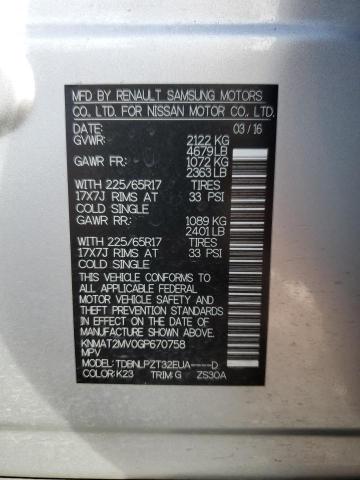 MFD BY RENAULT SAMSUNG MOTORS
CO., LTD. FOR NISSAN MOTOR CO., LTD.
DATE: 03/16
GVWR: 2122 KG
4679LB
GAWR FR: 1072 KG
2363LB
WITH 225/65R17 TIRES
17X7J RIMS AT 33 PSI
COLD SINGLE
GAWR RR: 1089 KG
2401LB
WITH 225/65R17 TIRES
17X7J RIMS AT 33 PSI
COLD SINGLE
THIS VEHICLE CONFORMS TO
ALL APPLICABLE FEDERAL
MOTOR VEHICLE SAFETY,
BUMPER, AND THEFT
PREVENTION STANDARDS IN
EFFECT ON THE DATE OF
MANUFACTURE SHOWN ABOVE.
KNMAT2MV0GP670758
MPV
MODEL:TDBNLPZT32EUA----D
COLOR:K23 TRIM:G ZS30A